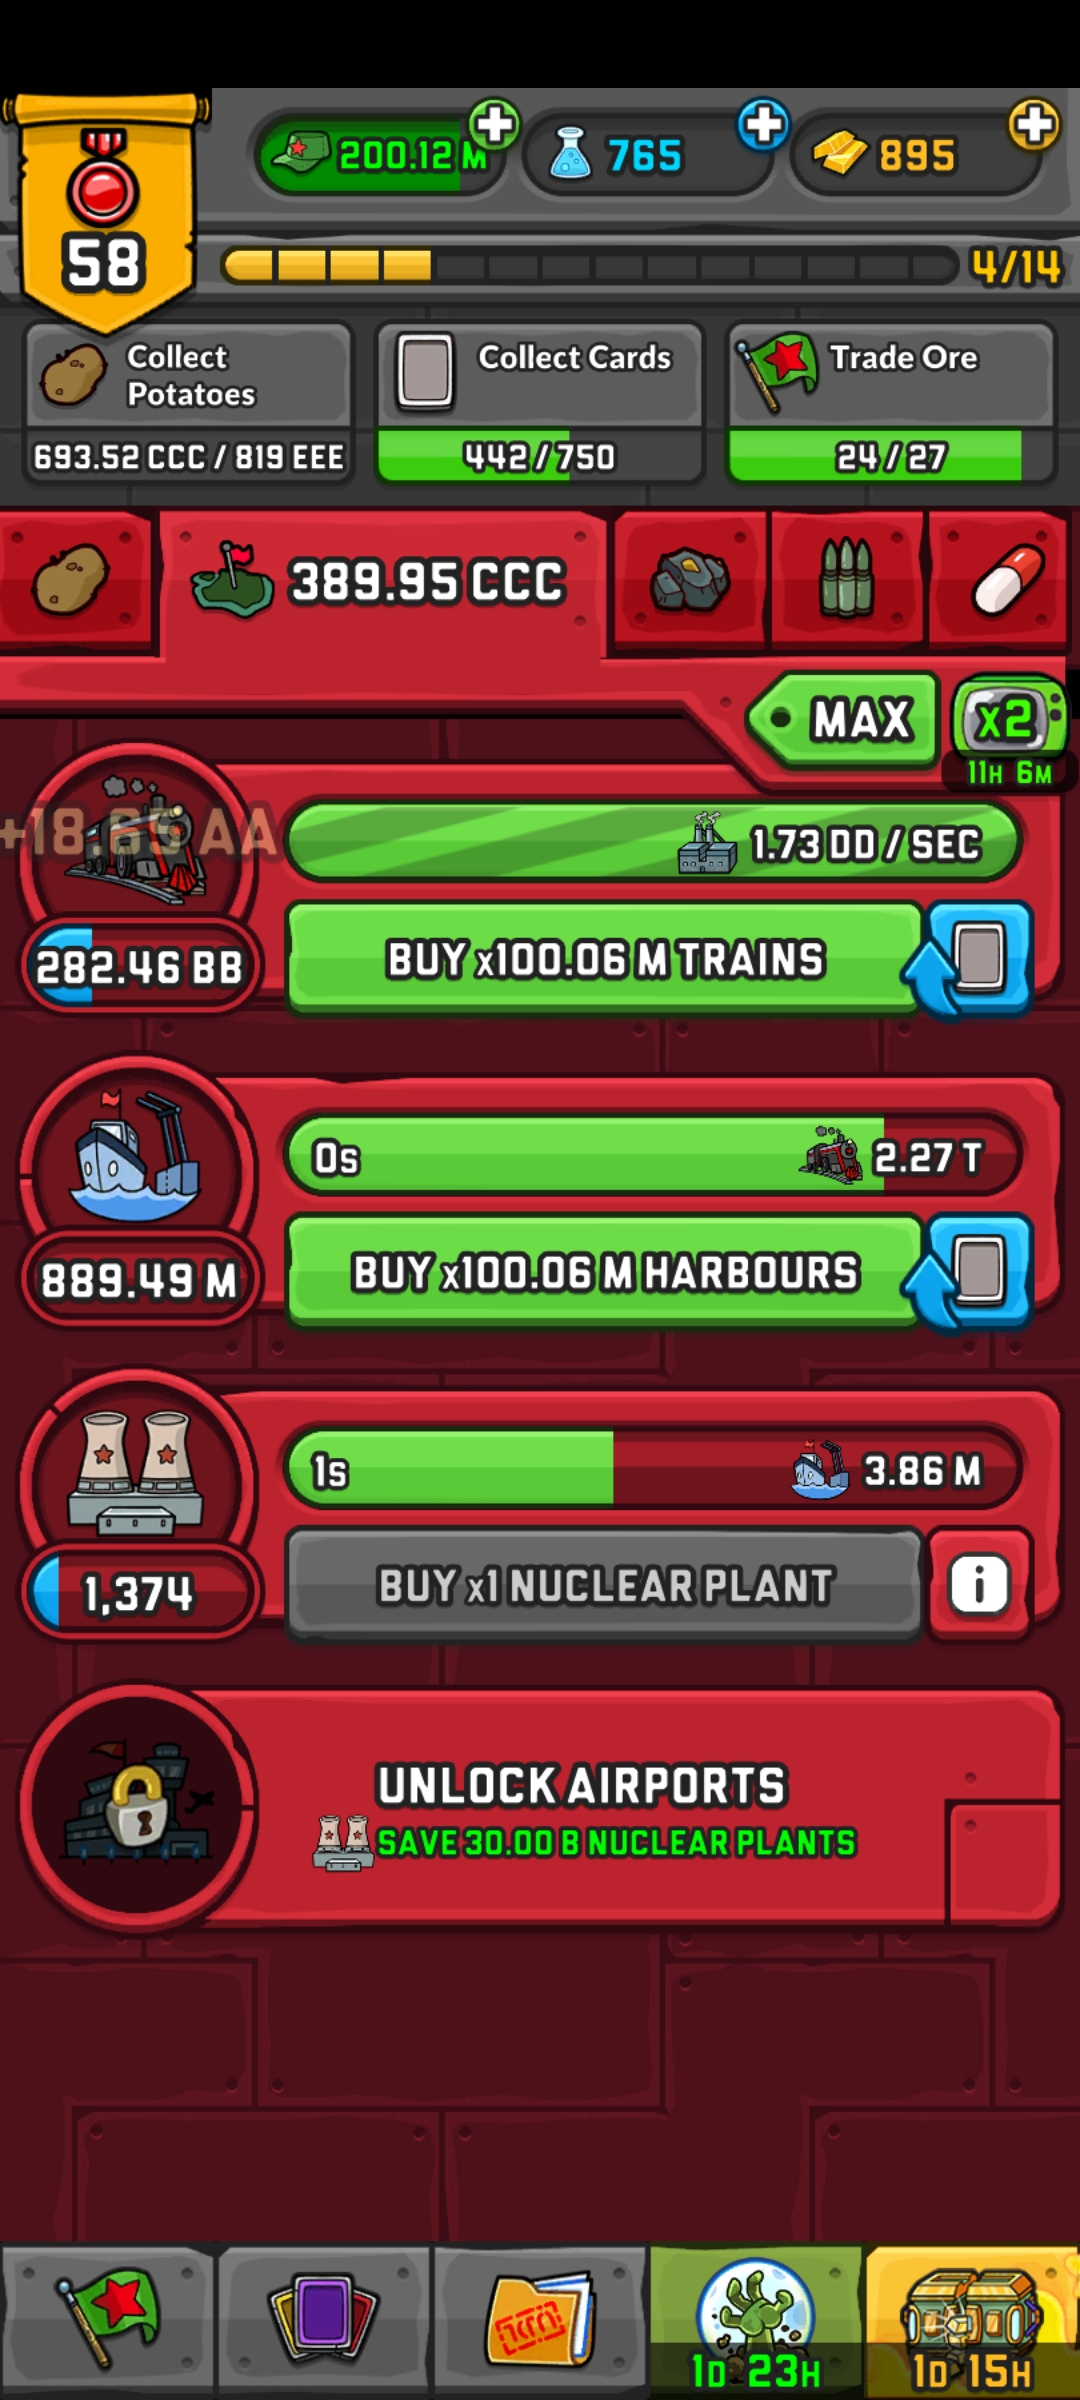 200.12 M
765
895
58
4/14
Collect
Potatoes
693.52 CCC / 819 EEE
Collect Cards
442/750
Trade Ore
24/27
389.95 CCC
MAX
x2
11H 6M
+18.65 AA
1.73 DD / SEC
282.46 BB
BUY x100.06 M TRAINS
0s
2.27 T
889.49 M
BUY x100.06 M HARBOURS
1s
3.86 M
1,374
BUY x1 NUCLEAR PLANT
i
UNLOCK AIRPORTS
SAVE 30.00 B NUCLEAR PLANTS
1D 23H
1D 15H